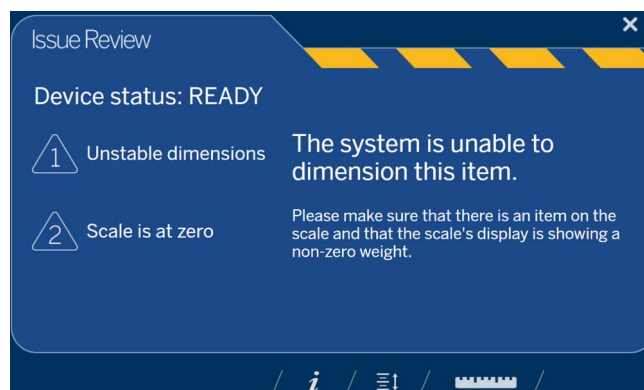 Issue Review
Device status: READY
1 Unstable dimensions
2 Scale is at zero
The system is unable to
dimension this item.
Please make sure that there is an item on the
scale and that the scale's display is showing a
non-zero weight.
i